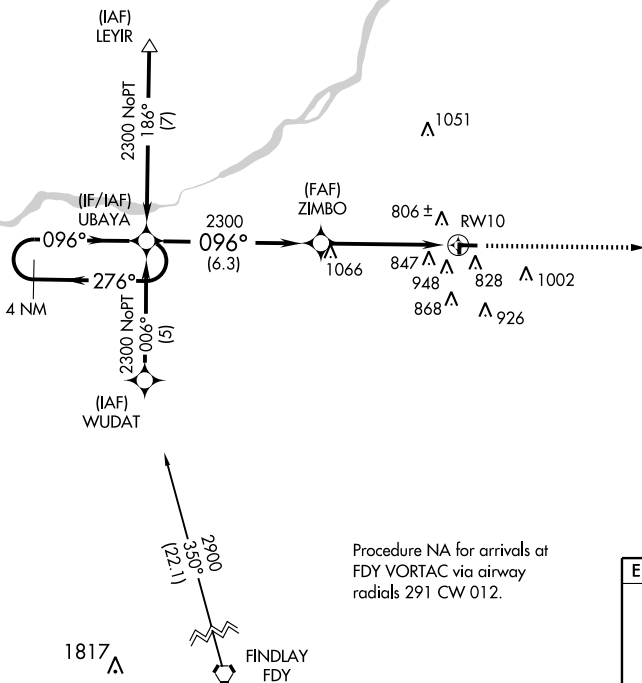 (IAF)
LEYIR
2300 NoPT
186°
(7)
1051
(IF/IAF)
UBAYA
(FAF)
ZIMBO
806 ±
RW10
096°
2300
096°
(6.3)
1066
847
948
828
1002
276°
4 NM
868
926
2300 NoPT
006°
(5)
(IAF)
WUDAT
2900
350°
(22.1)
Procedure NA for arrivals at
FDY VORTAC via airway
radials 291 CW 012.
E
1817
FINDLAY
FDY